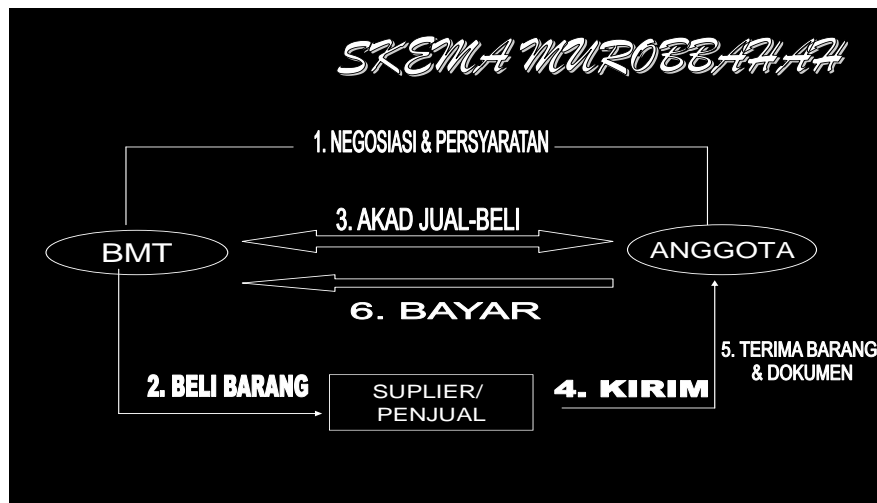 SKEMA MUROBBAHAH
1. NEGOSIASI & PERSYARATAN
3. AKAD JUAL-BELI
BMT
ANGGOTA
6. BAYAR
5. TERIMA BARANG
& DOKUMEN
2. BELI BARANG
SUPLIER/
PENJUAL
4. KIRIM